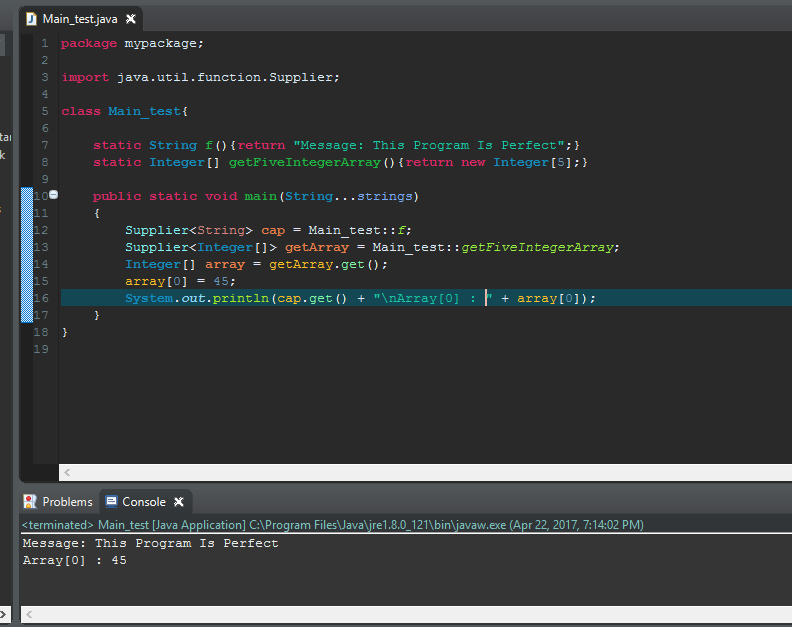 Main_test.java
1 package mypackage;
2
3 import java.util.function.Supplier;
4
5 class Main_test{
6
7 static String f(){return "Message: This Program Is Perfect";}
8 static Integer[] getFiveIntegerArray(){return new Integer[5];}
9
10 public static void main(String...strings)
11 {
12 Supplier<String> cap = Main_test::f;
13 Supplier<Integer[]> getArray = Main_test::getFiveIntegerArray;
14 Integer[] array = getArray.get();
15 array[0] = 45;
16 System.out.println(cap.get() + "\nArray[0] : " + array[0]);
17 }
18 }
19
Problems Console
<terminated> Main_test [Java Application] C:\Program Files\Java\jre1.8.0_121\bin\javaw.exe (Apr 22, 2017, 7:14:02 PM)
Message: This Program Is Perfect
Array[0] : 45